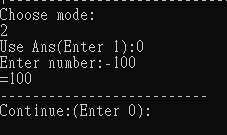 Choose mode:
2
Use Ans(Enter 1):0
Enter number:-100
=100
--------------------------
Continue:(Enter 0):